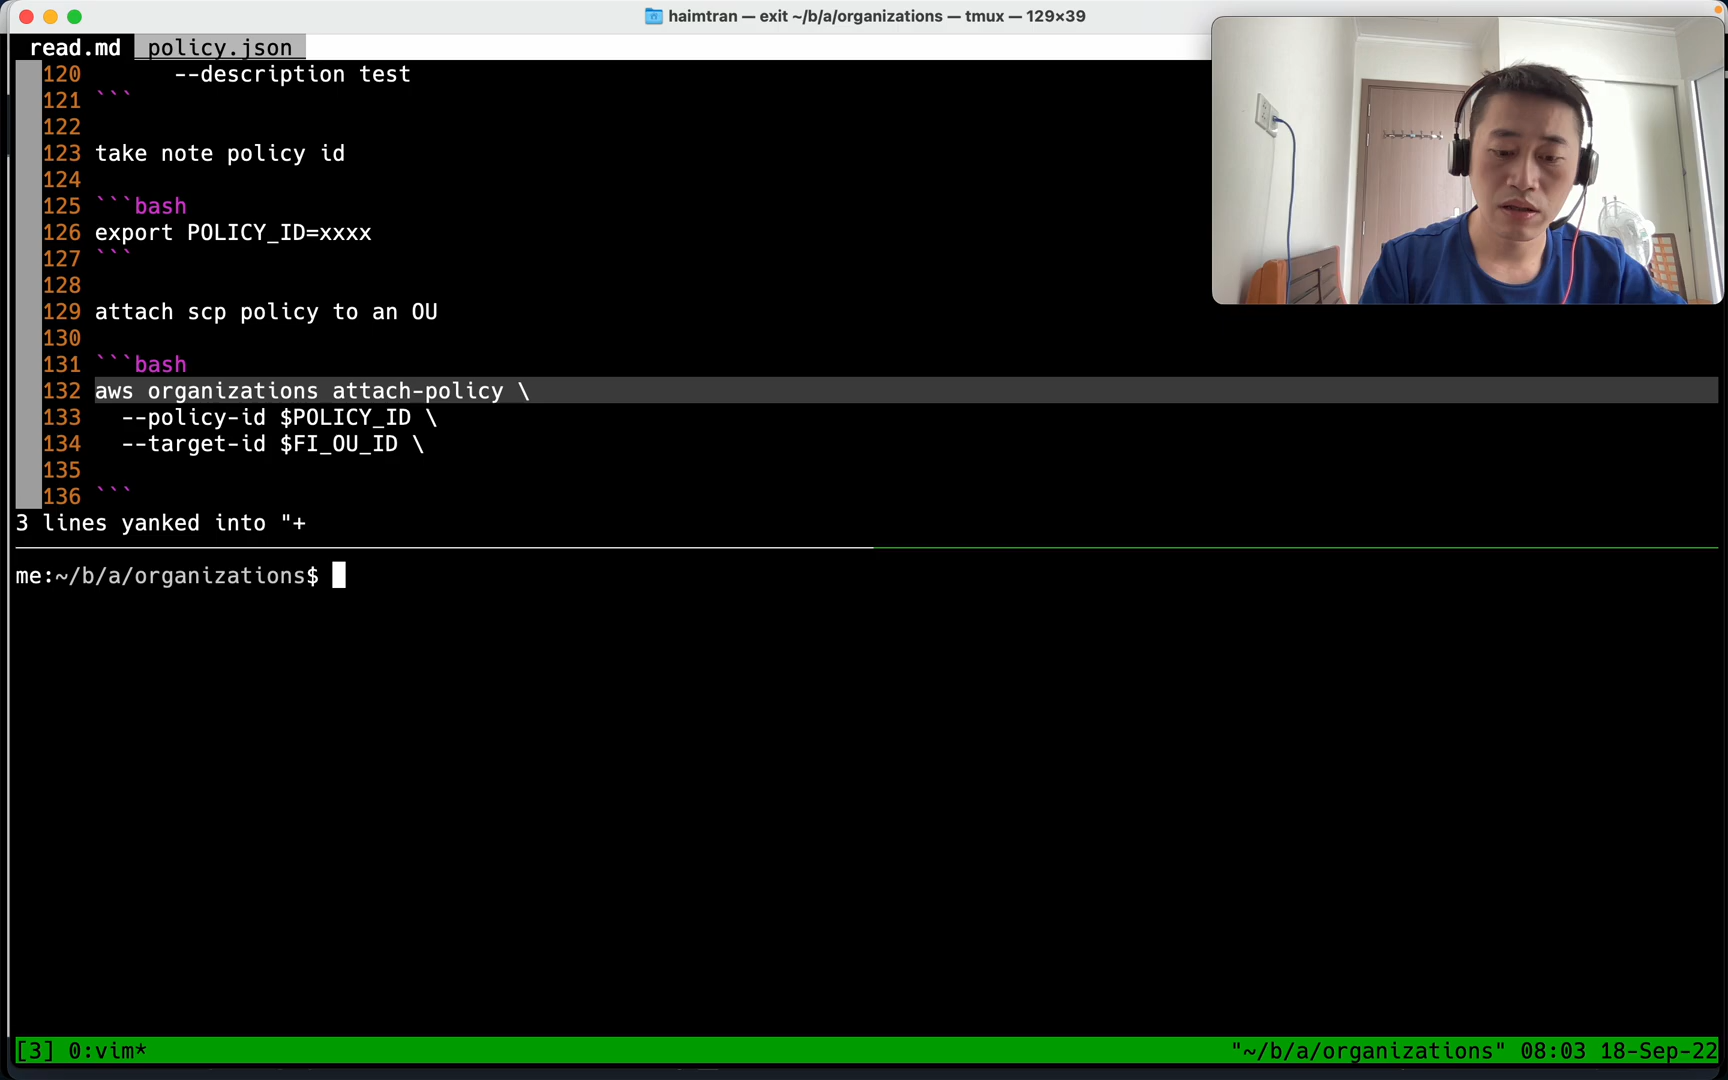 haimtran — exit ~/b/a/organizations — tmux — 129×39
read.md policy.json
120 --description test
121 ```
122
123 take note policy id
124
125 ```bash
126 export POLICY_ID=xxxx
127 ```
128
129 attach scp policy to an OU
130
131 ```bash
132 aws organizations attach-policy \
133 --policy-id $POLICY_ID \
134 --target-id $FI_OU_ID \
135
136 ```
3 lines yanked into "+
me:~/b/a/organizations$
[3] 0:vim* "~/b/a/organizations" 08:03 18-Sep-22